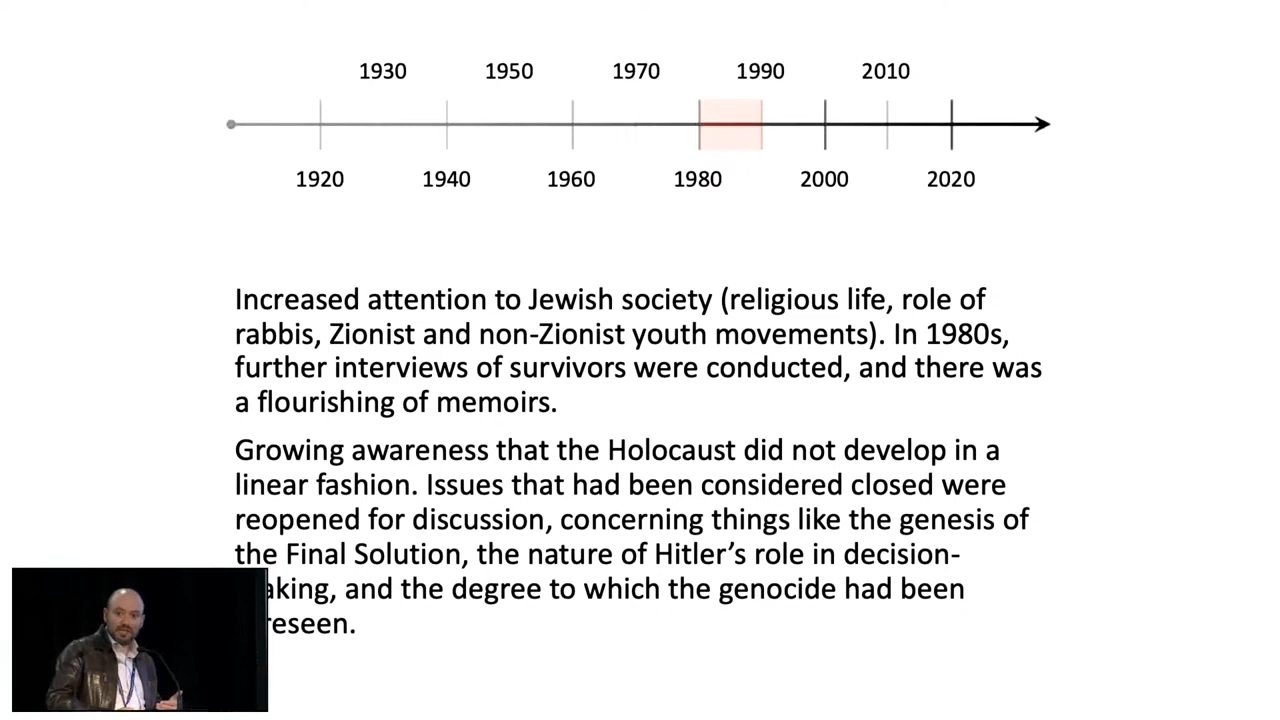 1930 1950 1970 1990 2010
1920 1940 1960 1980 2000 2020
Increased attention to Jewish society (religious life, role of
rabbis, Zionist and non-Zionist youth movements). In 1980s,
further interviews of survivors were conducted, and there was
a flourishing of memoirs.
Growing awareness that the Holocaust did not develop in a
linear fashion. Issues that had been considered closed were
reopened for discussion, concerning things like the genesis of
the Final Solution, the nature of Hitler’s role in decision-
aking, and the degree to which the genocide had been
reseen.